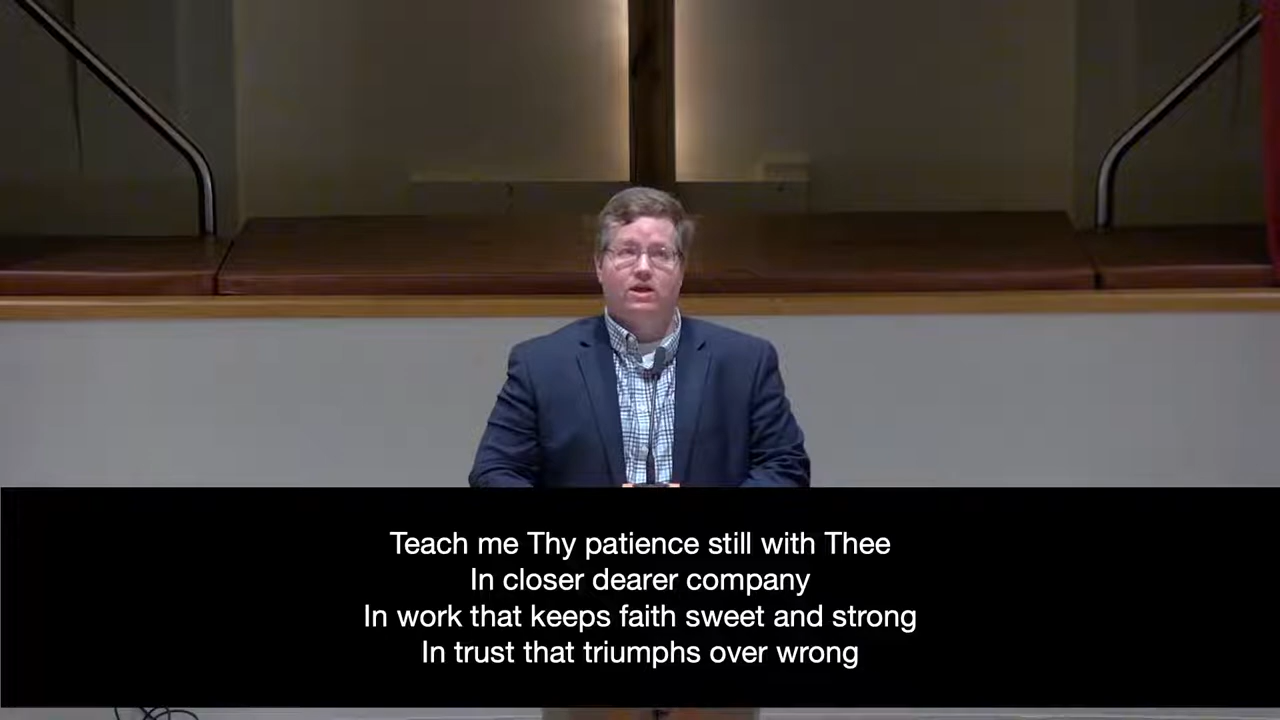 Teach me Thy patience still with Thee
In closer dearer company
In work that keeps faith sweet and strong
In trust that triumphs over wrong